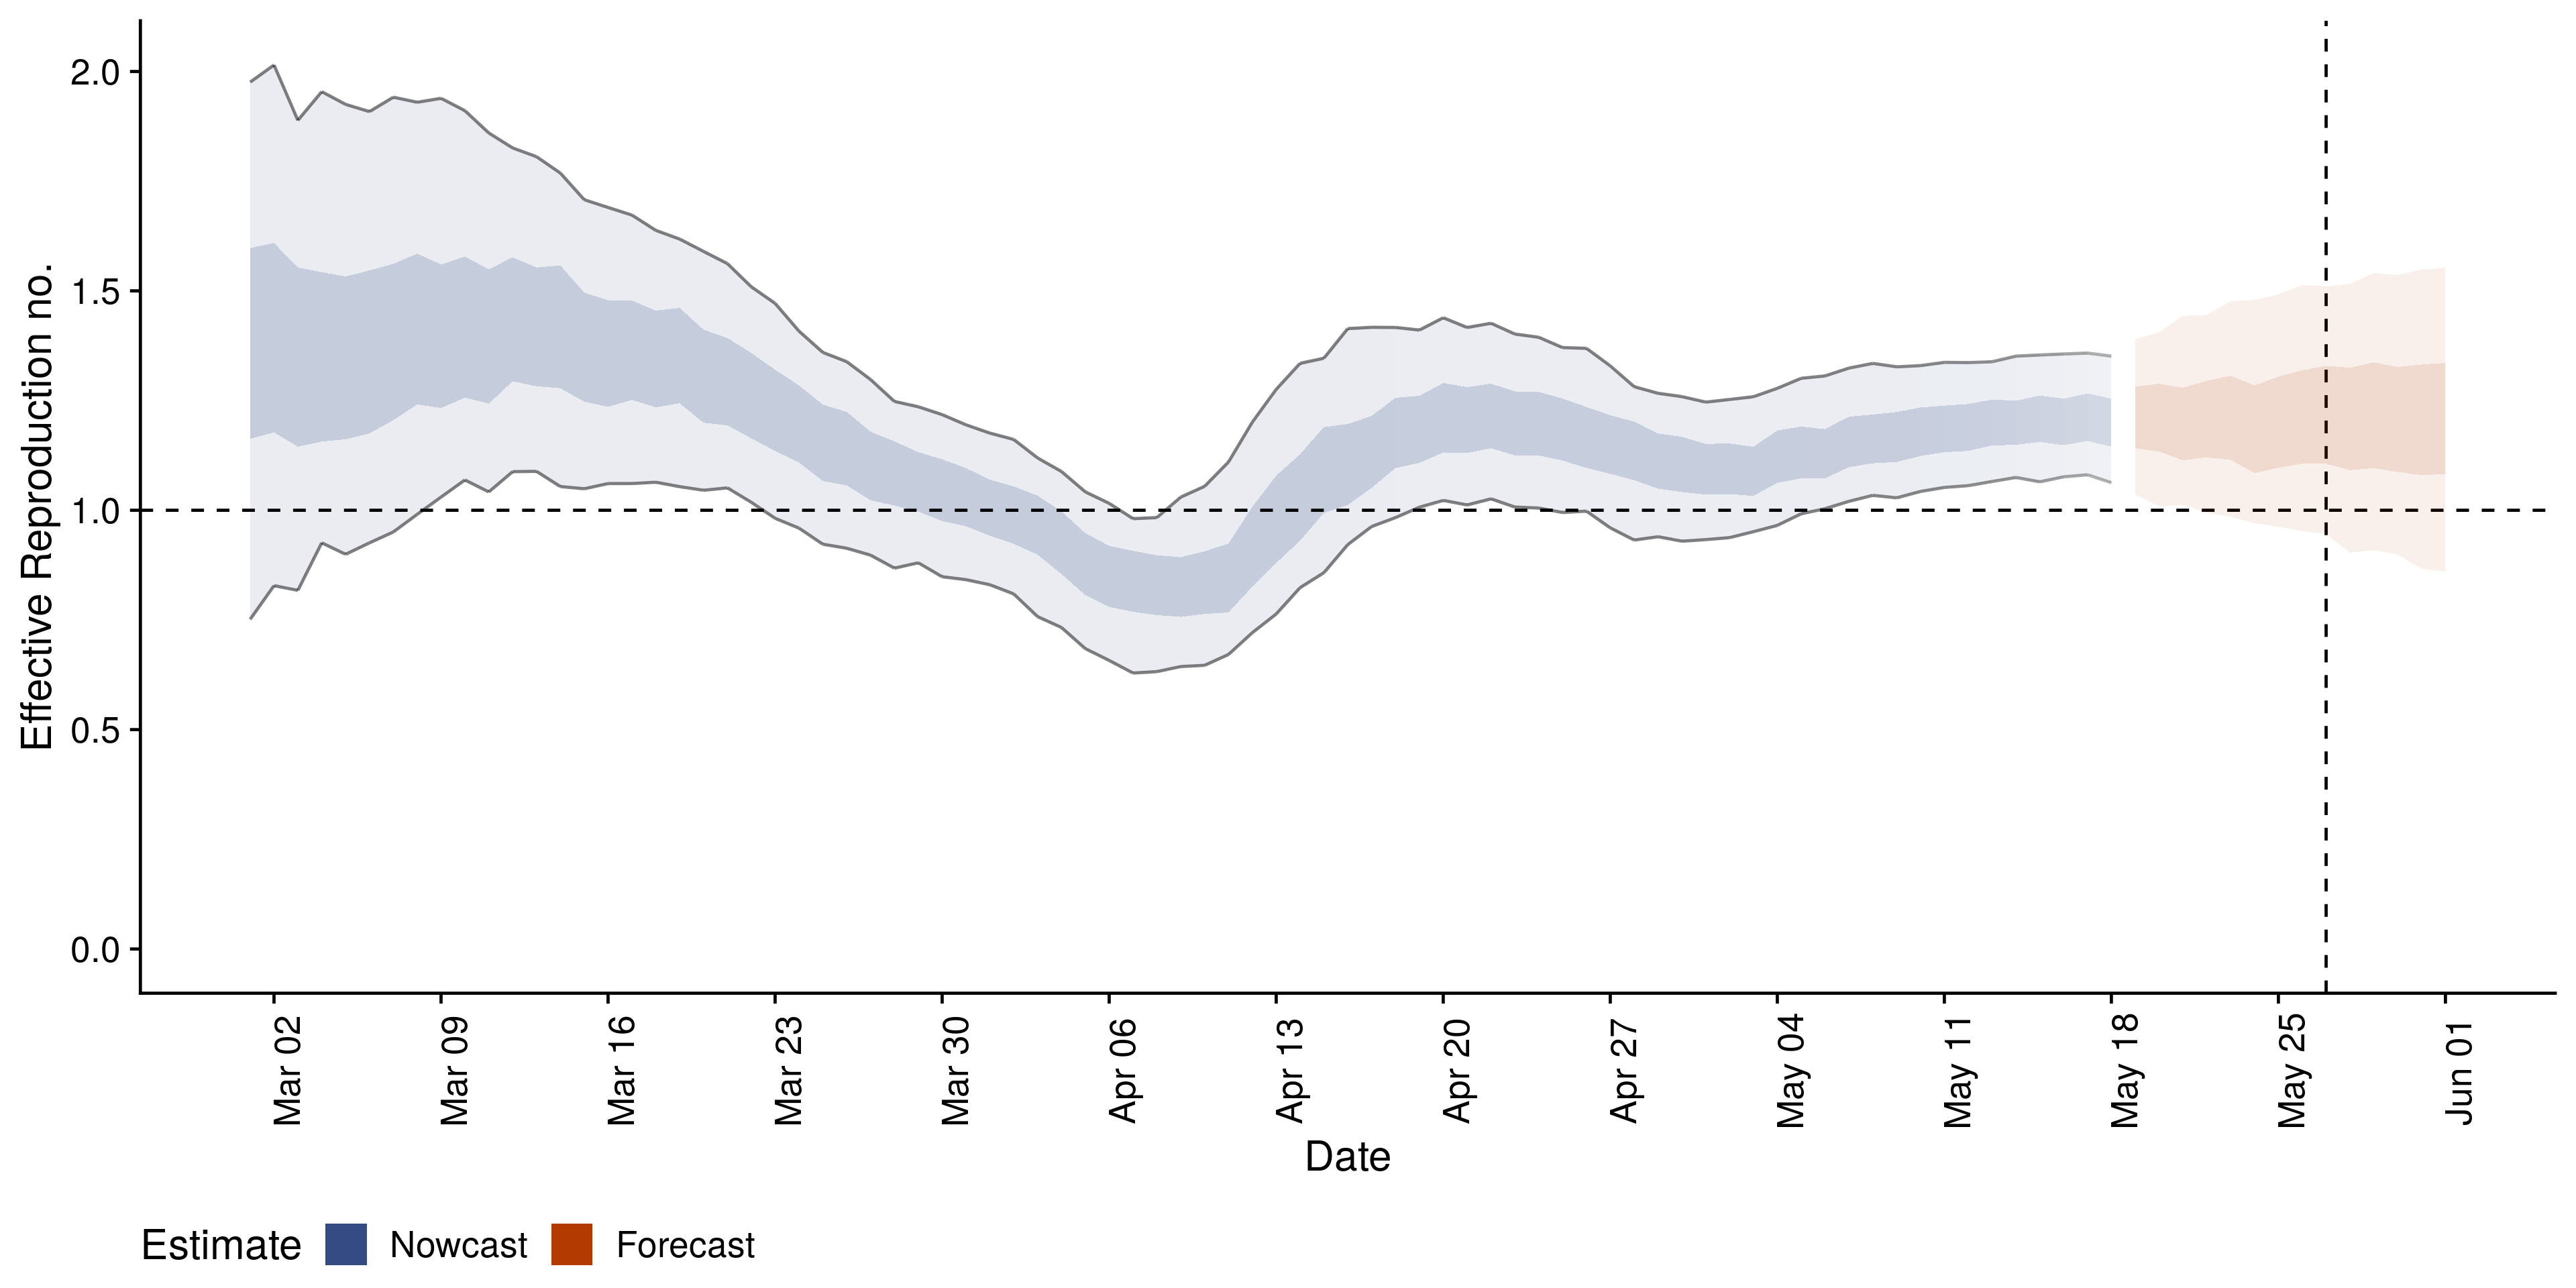 Effective Reproduction no.
2.0
1.5
1.0
0.5
0.0
Mar 02
Mar 09
Mar 16
Mar 23
Mar 30
Apr 06
Apr 13
Apr 20
Apr 27
May 04
May 11
May 18
May 25
Jun 01
Date
Estimate Nowcast Forecast